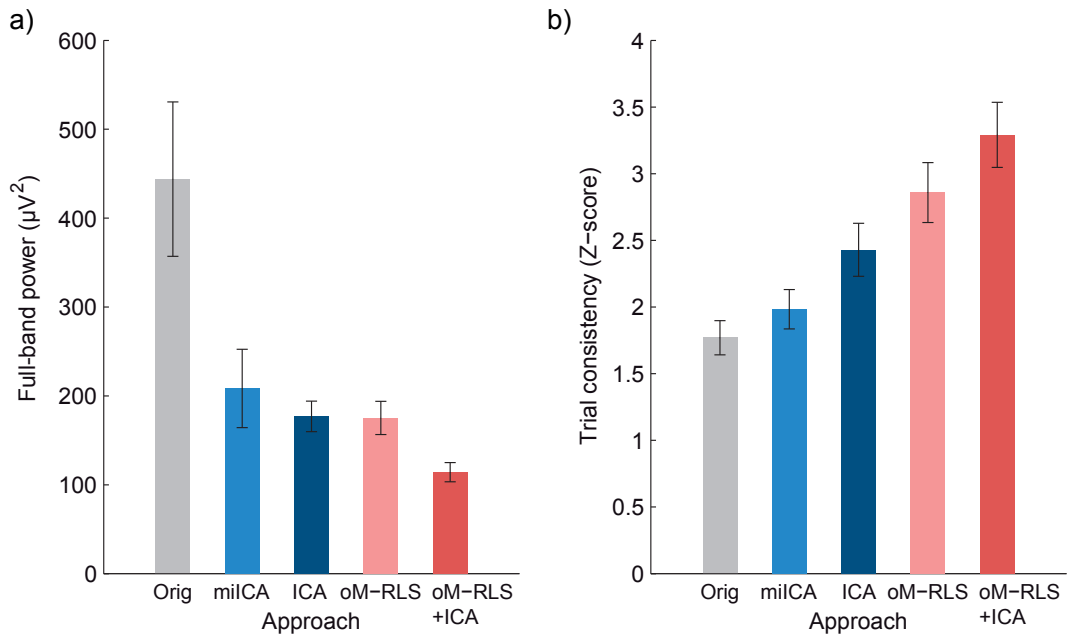 a)
Full-band power (µV²)
600
500
400
300
200
100
0
Orig
miICA
ICA
oM−RLS
oM−RLS
+ICA
Approach
b)
Trial consistency (Z−score)
4
3.5
3
2.5
2
1.5
1
0.5
0
Orig
miICA
ICA
oM−RLS
oM−RLS
+ICA
Approach